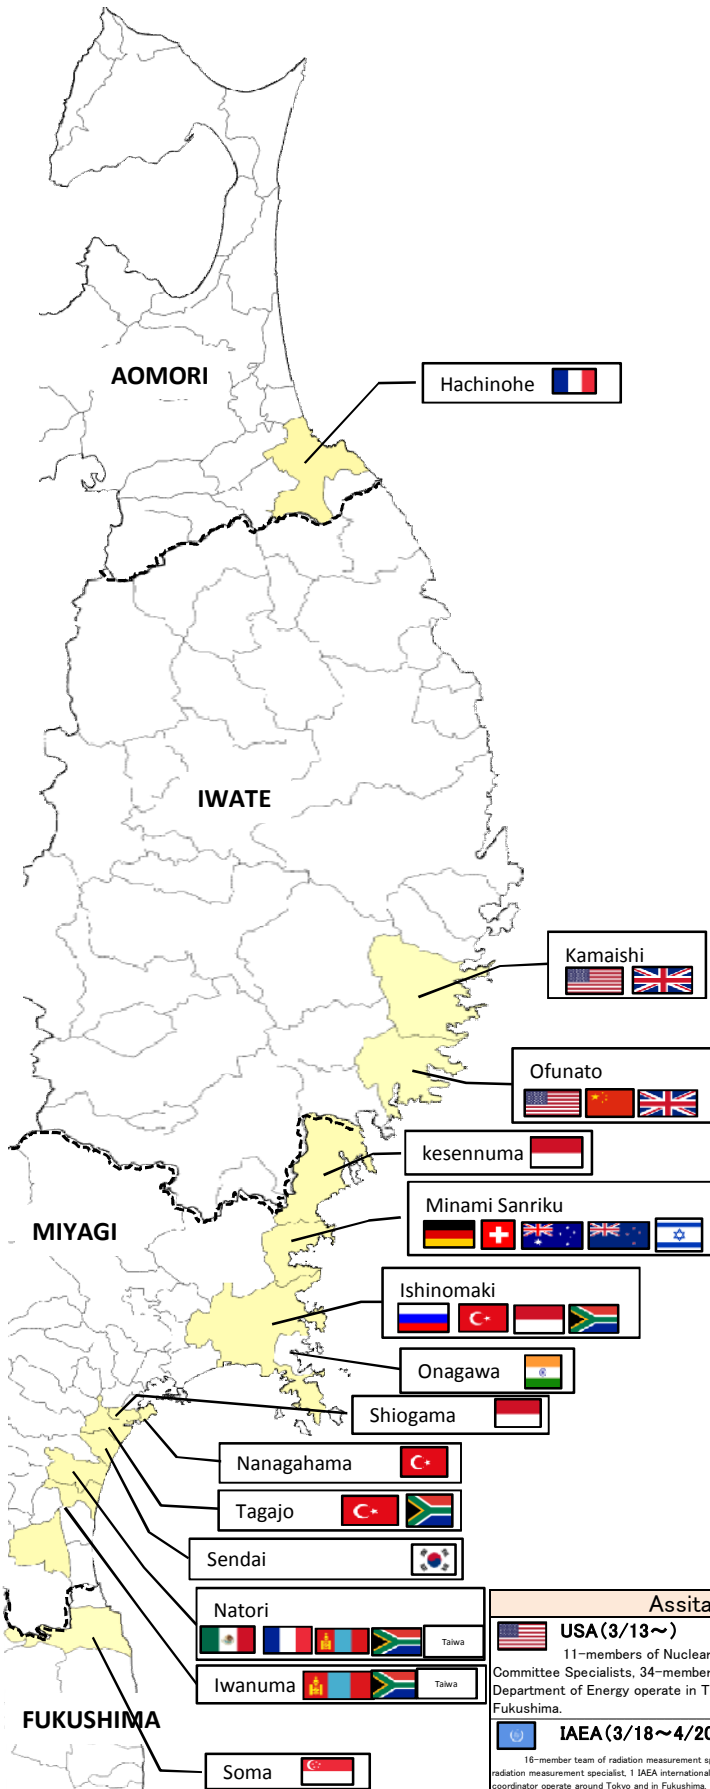 AOMORI
Hachinohe
IWATE
Kamaishi
Ofunato
kesennuma
MIYAGI
Minami Sanriku
Ishinomaki
Onagawa
Shiogama
Nanagahama
Tagajo
Sendai
Natori
Taiwa
Iwanuma
Taiwa
FUKUSHIMA
Soma
Assita
USA(3/13～)
11-members of Nuclear
Committee Specialists, 34-member
Department of Energy operate in T
Fukushima.
IAEA(3/18～4/20
16-member team of radiation measurement sp
radiation measurement specialist, 1 IAEA international
coordinator operate around Tokyo and in Fukushima.